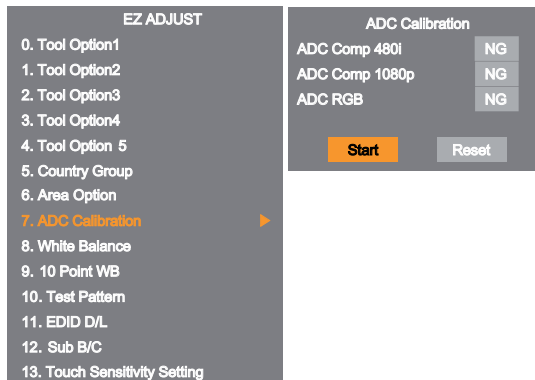 EZ ADJUST
0. Tool Option1
1. Tool Option2
2. Tool Option3
3. Tool Option4
4. Tool Option 5
5. Country Group
6. Area Option
7. ADC Calibration
8. White Balance
9. 10 Point WB
10. Test Pattern
11. EDID D/L
12. Sub B/C
13. Touch Sensitivity Setting
ADC Calibration
ADC Comp 480i NG
ADC Comp 1080p NG
ADC RGB NG
Start Reset